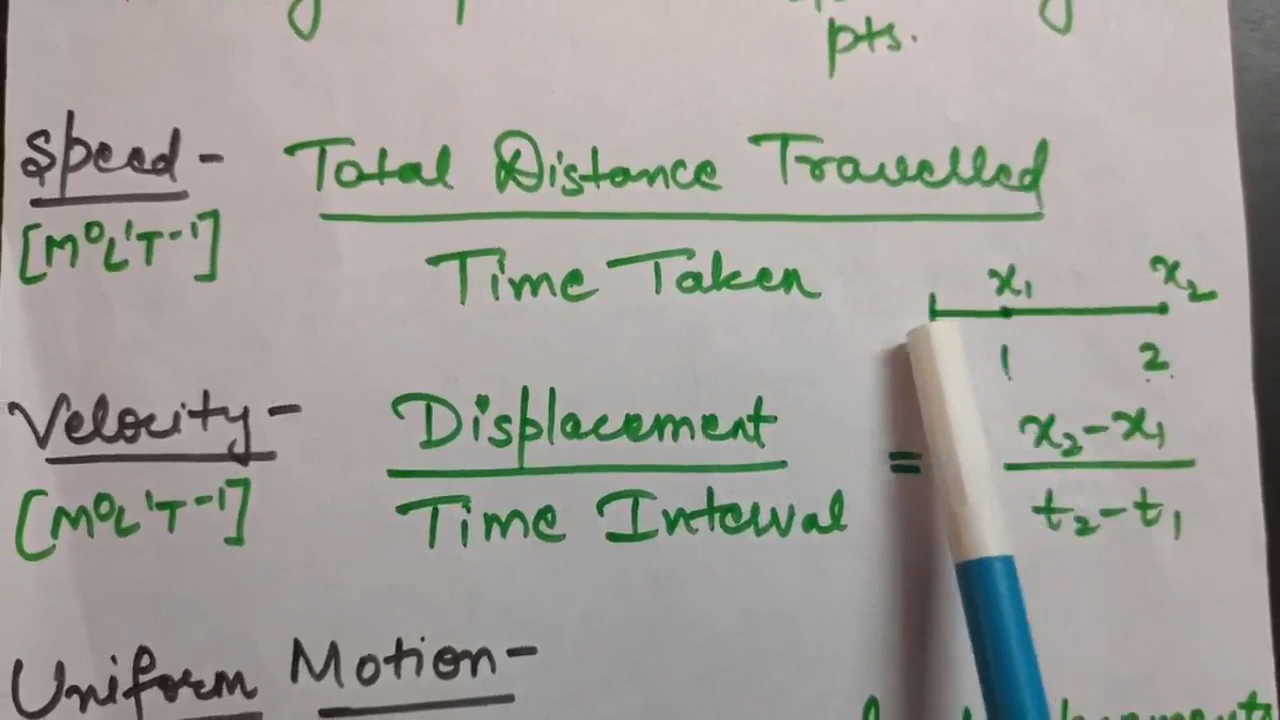 pts.
Speed - Total Distance Travelled
[M⁰L¹T⁻¹]
Time Taken
x₁ x₂
1 2
Velocity - Displacement = x₂-x₁
[M⁰L¹T⁻¹] Time Interval t₂-t₁
Uniform Motion -